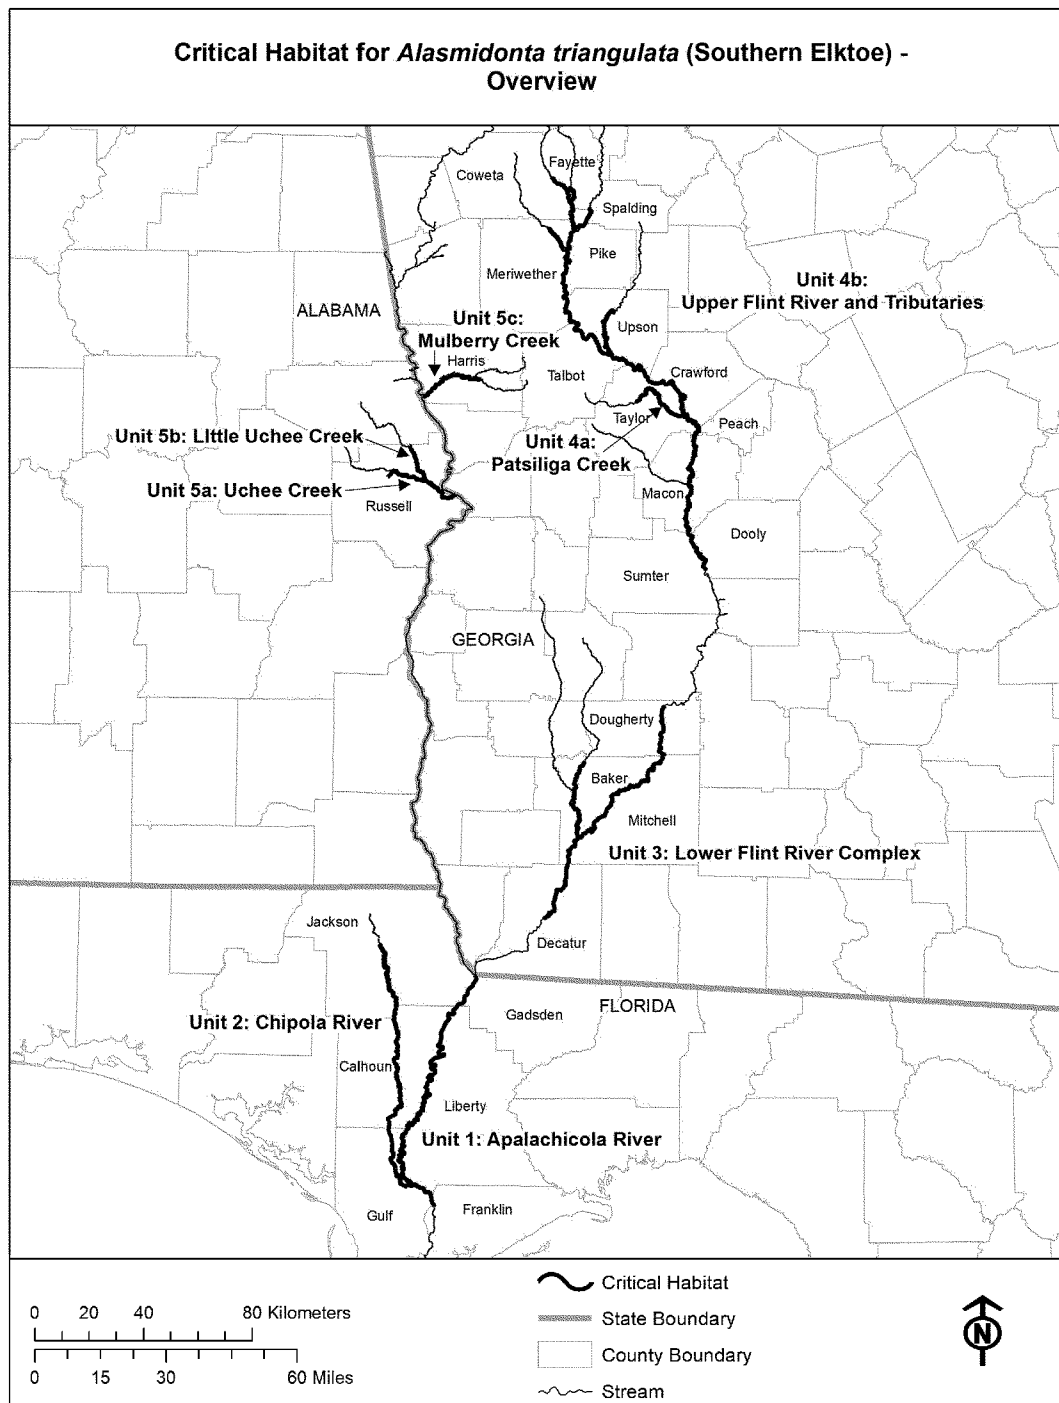 Critical Habitat for Alasmidonta triangulata (Southern Elktoe) -
Overview
Fayette
Coweta
Spalding
Pike
Meriwether
Unit 4b:
Upper Flint River and Tributaries
ALABAMA
Unit 5c:
Mulberry Creek
Upson
Harris
Talbot
Crawford
Taylor
Peach
Unit 5b: LIttle Uchee Creek
Unit 4a:
Patsiliga Creek
Unit 5a: Uchee Creek
Macon
Russell
Dooly
Sumter
GEORGIA
Dougherty
Baker
Mitchell
Unit 3: Lower Flint River Complex
Jackson
Decatur
FLORIDA
Gadsden
Unit 2: Chipola River
Calhoun
Liberty
Unit 1: Apalachicola River
Gulf
Franklin
0 20 40 80 Kilometers
0 15 30 60 Miles
Critical Habitat
State Boundary
County Boundary
Stream
N